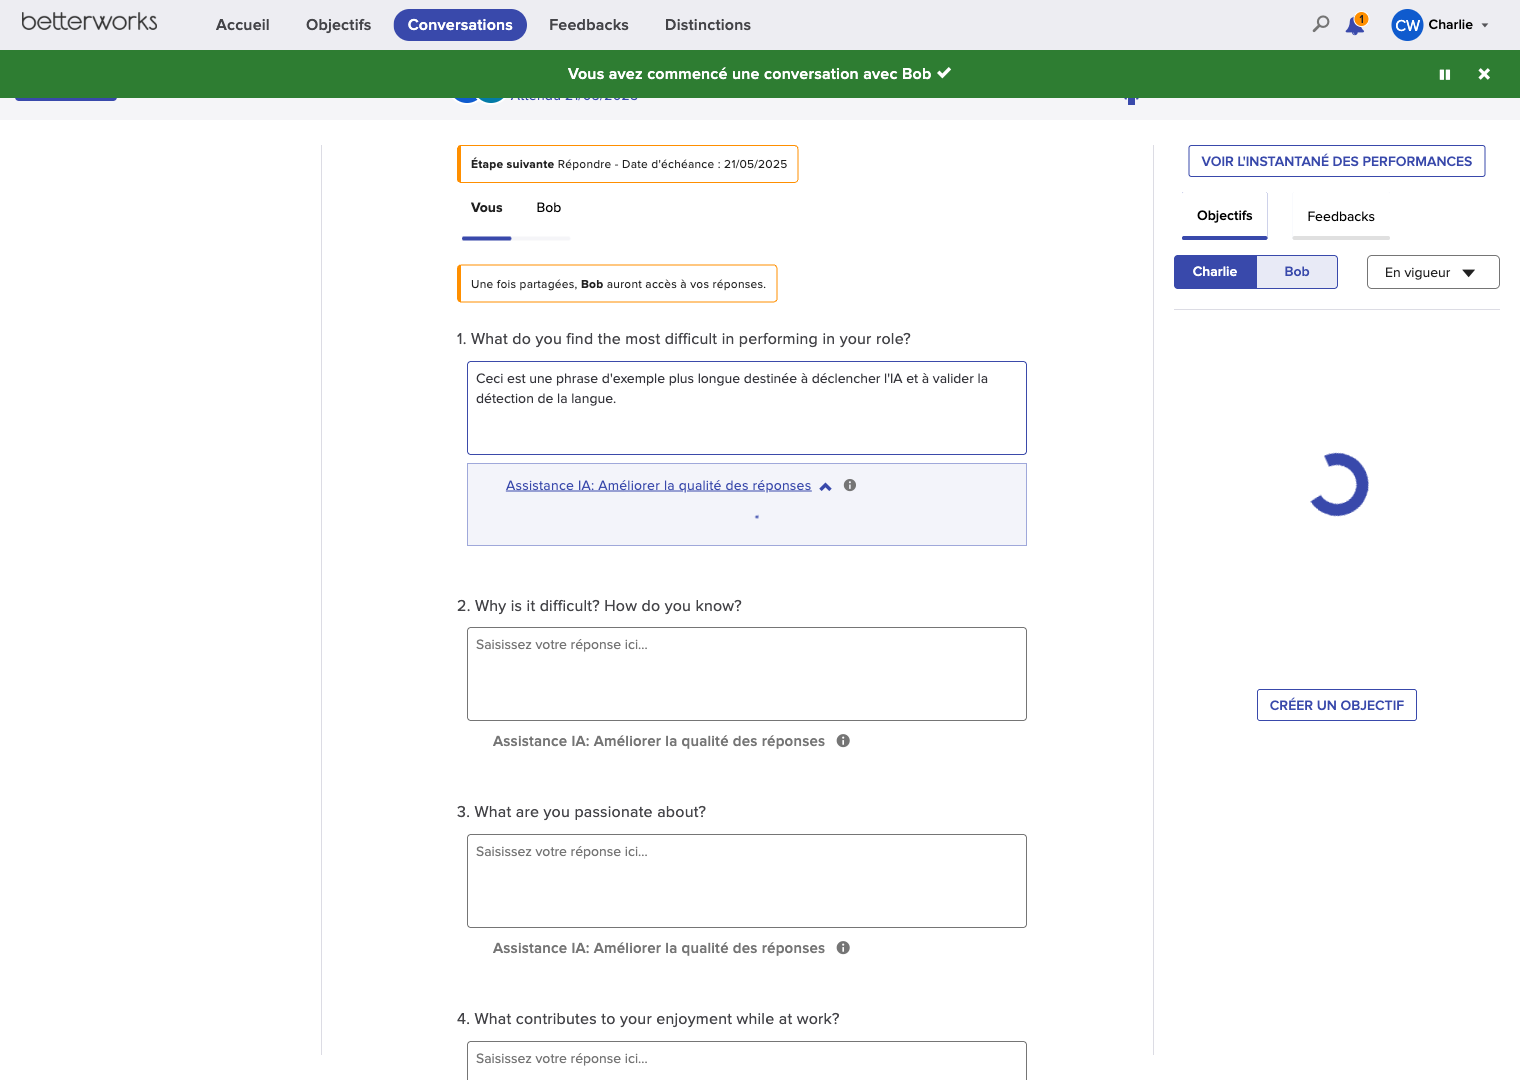 betterworks
Accueil
Objectifs
Conversations
Feedbacks
Distinctions
1
CW
Charlie
Vous avez commencé une conversation avec Bob
Attendu 21/05/2025
Étape suivante Répondre - Date d'échéance : 21/05/2025
Vous
Bob
Une fois partagées, Bob auront accès à vos réponses.
1. What do you find the most difficult in performing in your role?
Ceci est une phrase d'exemple plus longue destinée à déclencher l'IA et à valider la
détection de la langue.
Assistance IA: Améliorer la qualité des réponses
2. Why is it difficult? How do you know?
Saisissez votre réponse ici...
Assistance IA: Améliorer la qualité des réponses
3. What are you passionate about?
Saisissez votre réponse ici...
Assistance IA: Améliorer la qualité des réponses
4. What contributes to your enjoyment while at work?
Saisissez votre réponse ici...
VOIR L'INSTANTANÉ DES PERFORMANCES
Objectifs
Feedbacks
Charlie
Bob
En vigueur
CRÉER UN OBJECTIF